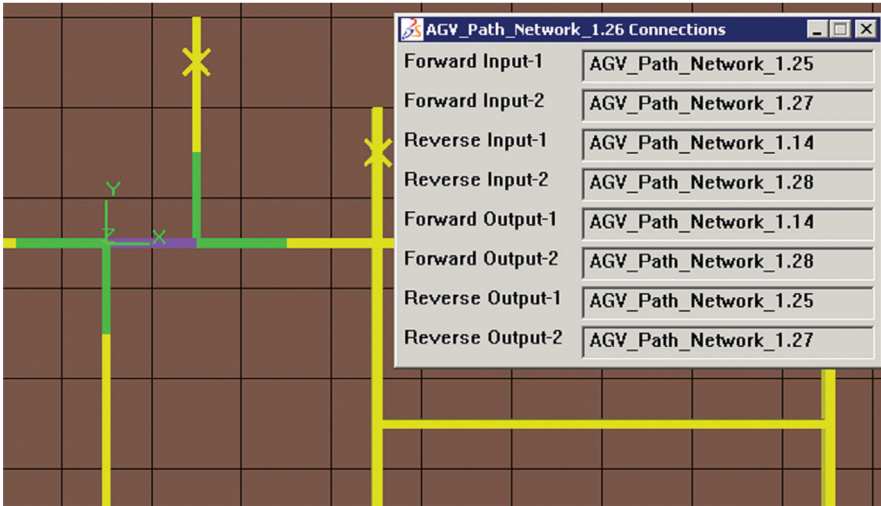 AGV_Path_Network_1.26 Connections
Forward Input-1 AGV_Path_Network_1.25
Forward Input-2 AGV_Path_Network_1.27
Reverse Input-1 AGV_Path_Network_1.14
Reverse Input-2 AGV_Path_Network_1.28
Forward Output-1 AGV_Path_Network_1.14
Forward Output-2 AGV_Path_Network_1.28
Reverse Output-1 AGV_Path_Network_1.25
Reverse Output-2 AGV_Path_Network_1.27
Y
Z X